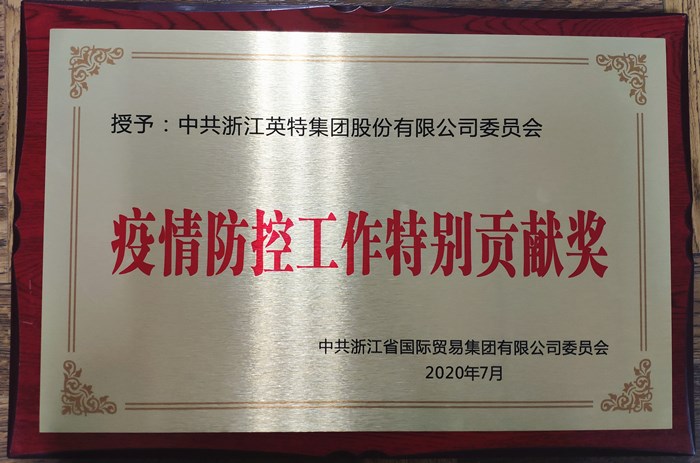 授予：中共浙江英特集团股份有限公司委员会
疫情防控工作特别贡献奖
中共浙江省国际贸易集团有限公司委员会
2020年7月